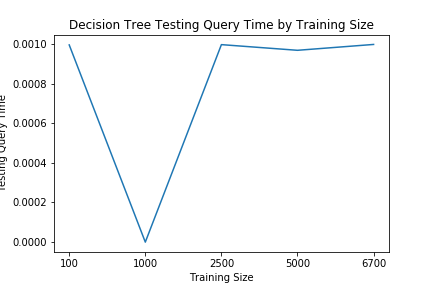 Decision Tree Testing Query Time by Training Size
Testing Query Time
0.0010
0.0008
0.0006
0.0004
0.0002
0.0000
100 1000 2500 5000 6700
Training Size